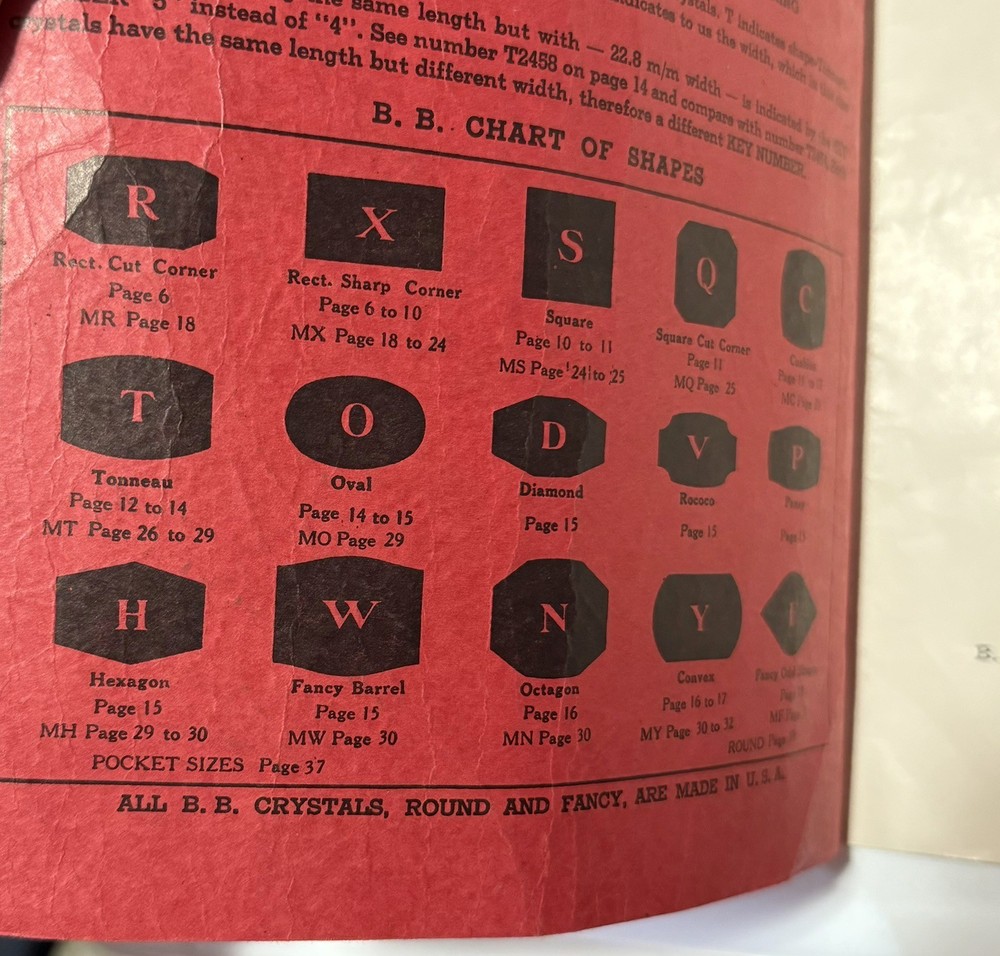 same length but with — 22.8 m/m width — is indicated by the
"5" instead of "4". See number T2458 on page 14 and compare with number
crystals have the same length but different width, therefore a different KEY NUMBER.
B. B. CHART OF SHAPES
R
Rect. Cut Corner
Page 6
MR Page 18
X
Rect. Sharp Corner
Page 6 to 10
MX Page 18 to 24
S
Square
Page 10 to 11
MS Page 24 to 25
Q
Square Cut Corner
Page 11
MQ Page 25
C
Cushion
T
Tonneau
Page 12 to 14
MT Page 26 to 29
O
Oval
Page 14 to 15
MO Page 29
D
Diamond
Page 15
V
Rococo
Page 15
P
Page 15
H
Hexagon
Page 15
MH Page 29 to 30
W
Fancy Barrel
Page 15
MW Page 30
N
Octagon
Page 16
MN Page 30
Y
Convex
Page 16 to 17
MY Page 30 to 32
Fancy Odd
ROUND Page
POCKET SIZES Page 37
ALL B. B. CRYSTALS, ROUND AND FANCY, ARE MADE IN U. S. A.
B.